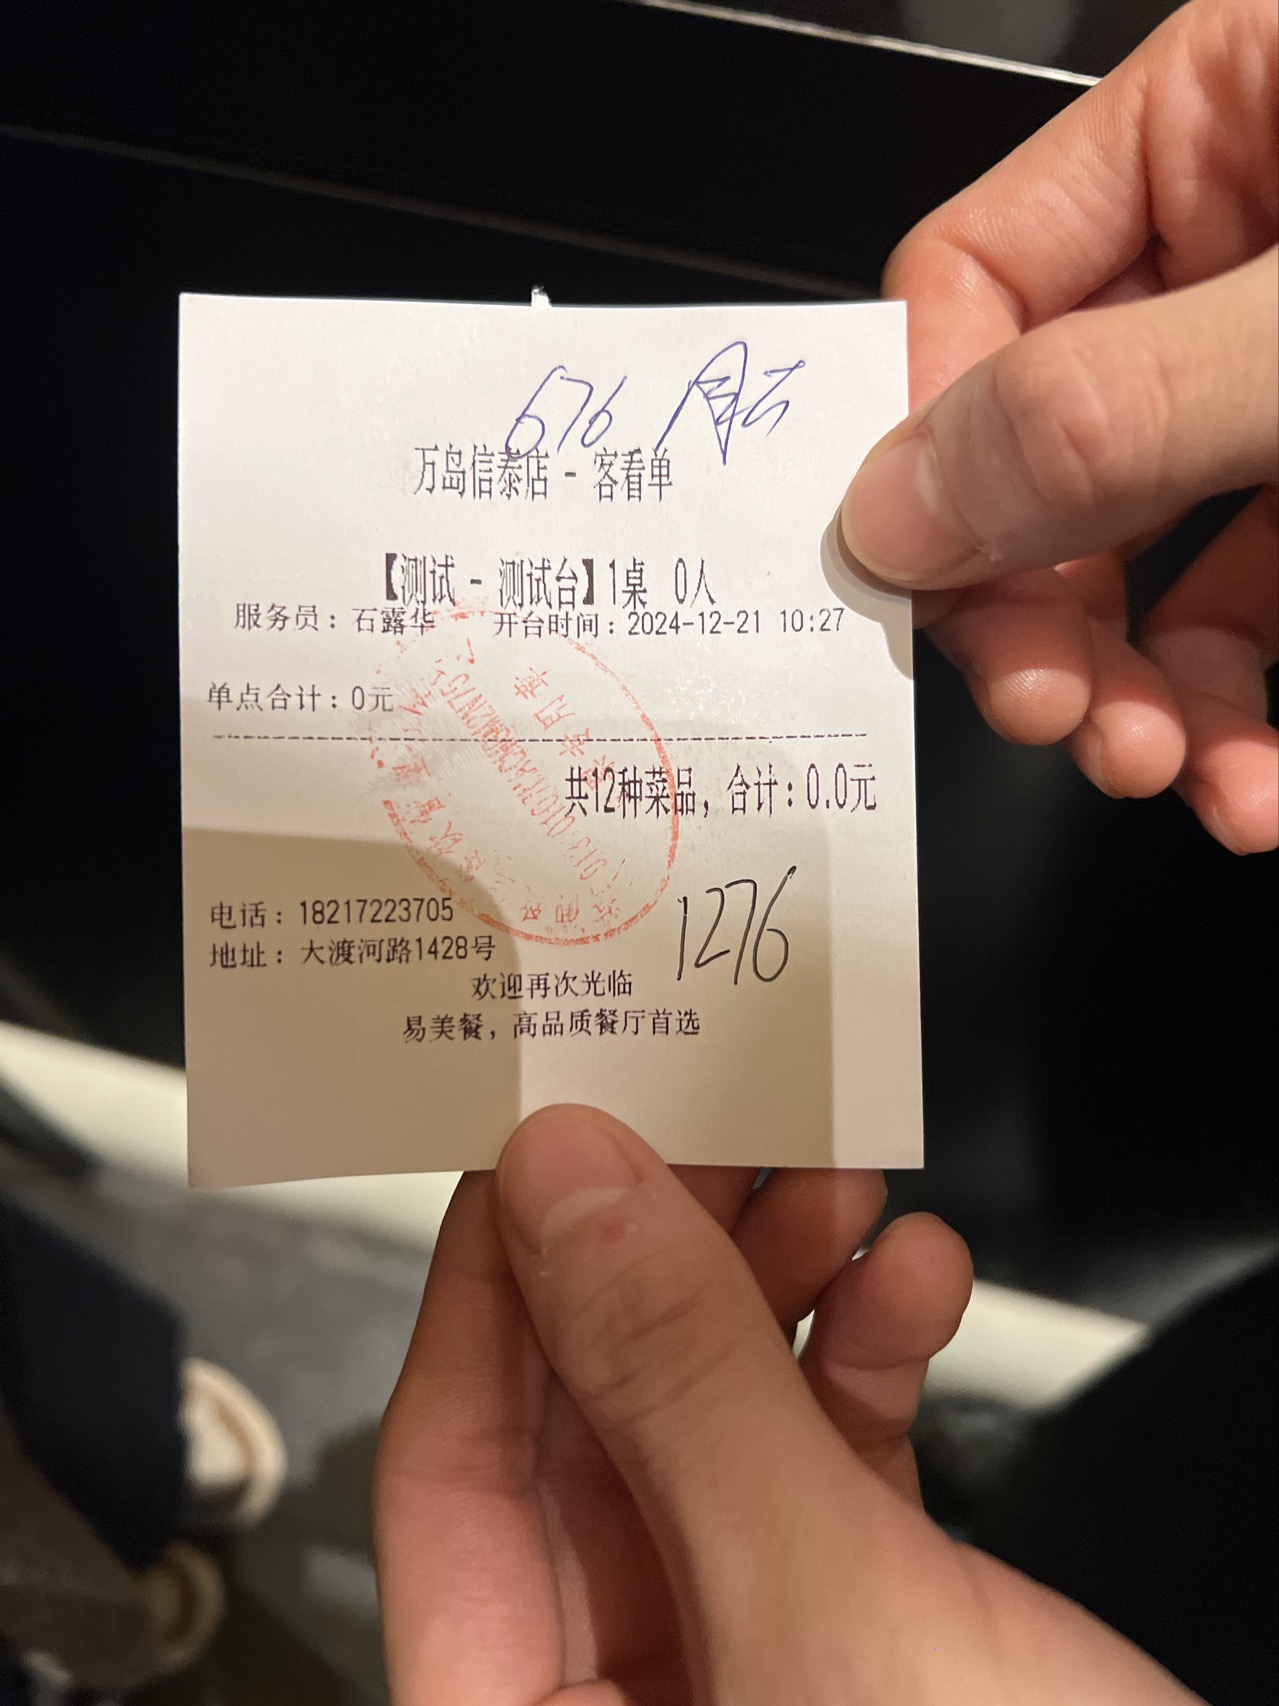 676
万岛信泰店 - 客看单
【测试 - 测试台】1桌 0人
服务员：石露华 开台时间：2024-12-21 10:27
单点合计：0元
共12种菜品，合计：0.0元
1276
电话：18217223705
地址：大渡河路1428号
欢迎再次光临
易美餐，高品质餐厅首选